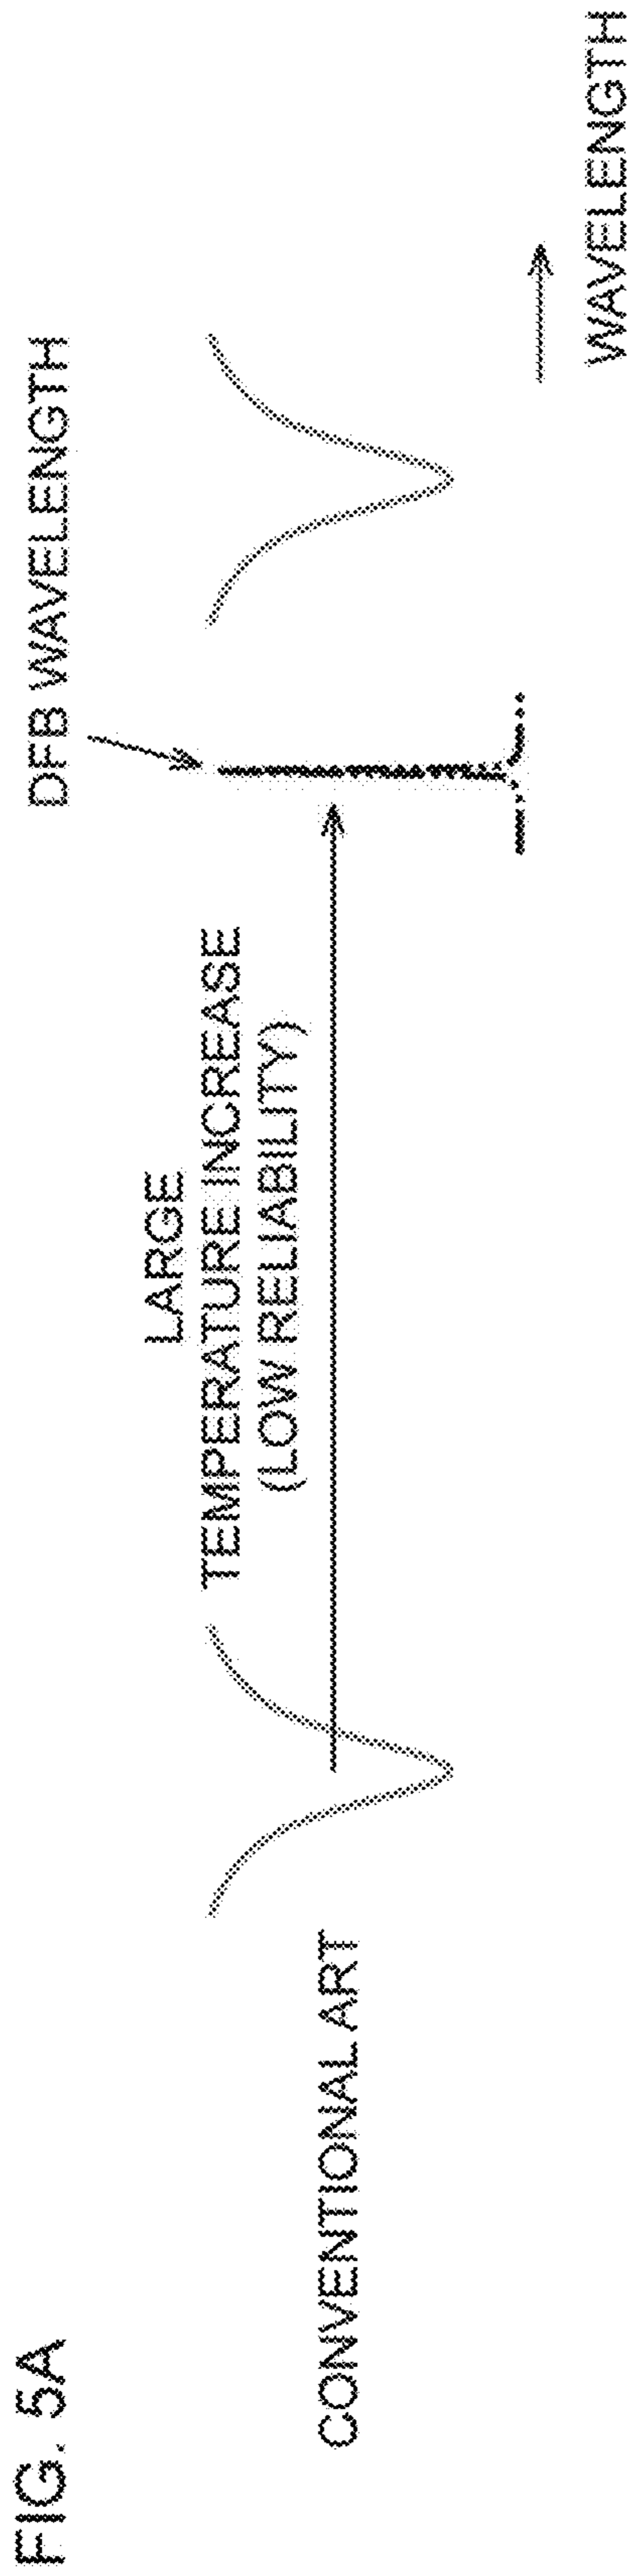 FIG. 5A
CONVENTIONAL ART
LARGE
TEMPERATURE INCREASE
(LOW RELIABILITY)
DFB WAVELENGTH
WAVELENGTH